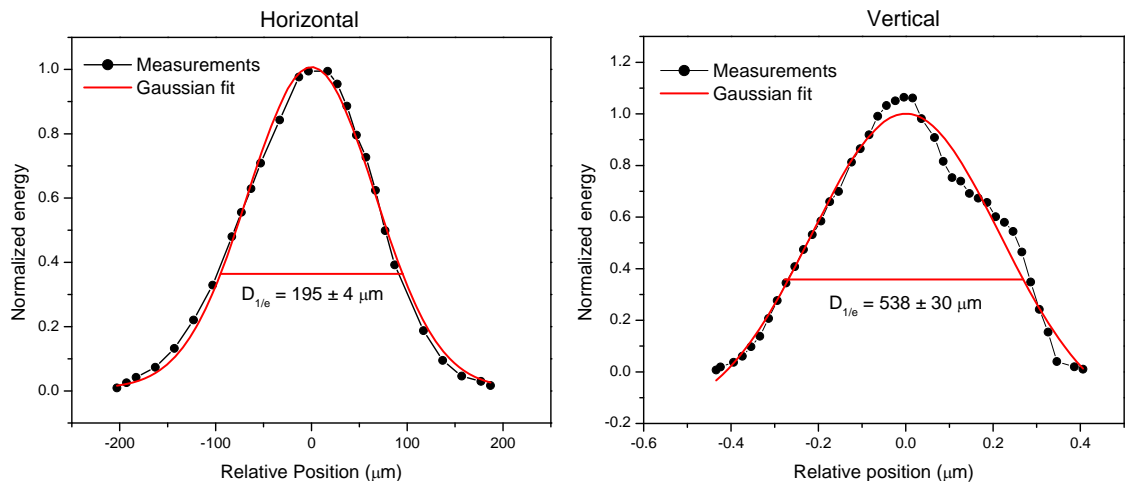 Horizontal
Measurements
Gaussian fit
1.0
0.8
0.6
0.4
0.2
0.0
Normalized energy
D1/e = 195 ± 4 μm
-200 -100 0 100 200
Relative Position (μm)
Vertical
Measurements
Gaussian fit
1.2
1.0
0.8
0.6
0.4
0.2
0.0
-0.2
Normalized energy
D1/e = 538 ± 30 μm
-0.6 -0.4 -0.2 0.0 0.2 0.4
Relative position (μm)